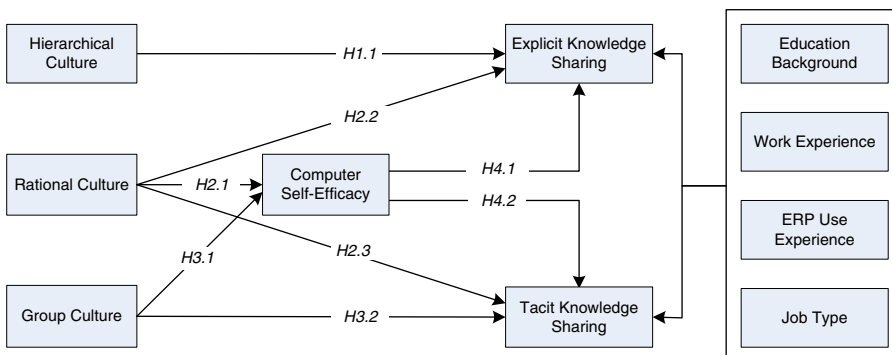 Hierarchical
Culture
H1.1
Explicit Knowledge
Sharing
Education
Background
H2.2
Work Experience
Rational Culture
H2.1
Computer
Self-Efficacy
H4.1
H4.2
ERP Use
Experience
H3.1
H2.3
Group Culture
H3.2
Tacit Knowledge
Sharing
Job Type